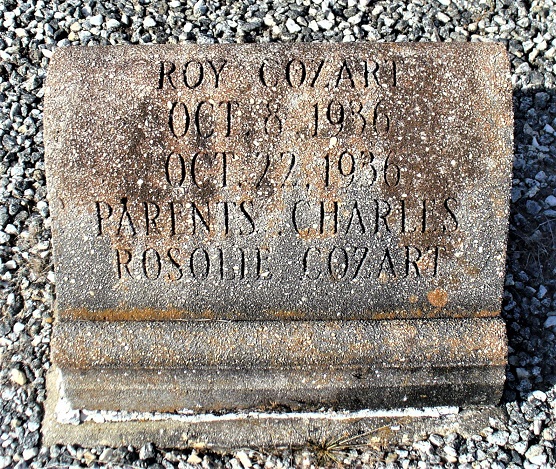 ROY COZART
OCT. 8, 1936
OCT. 22, 1936
PARENTS CHARLES
ROSOLIE COZART